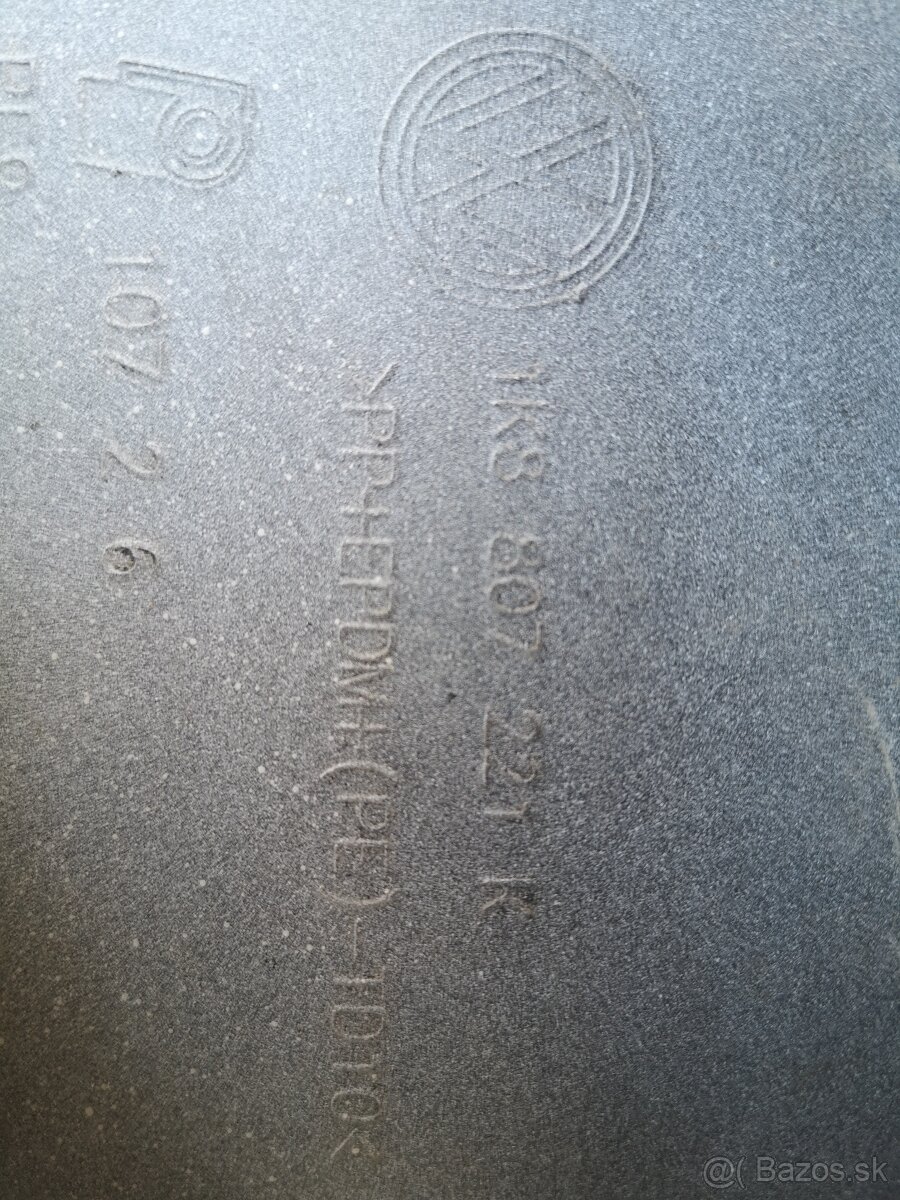 1K8 807 221 K
>PP+EPDM+(PE)-TD10<
107 2 6
@( Bazos.sk